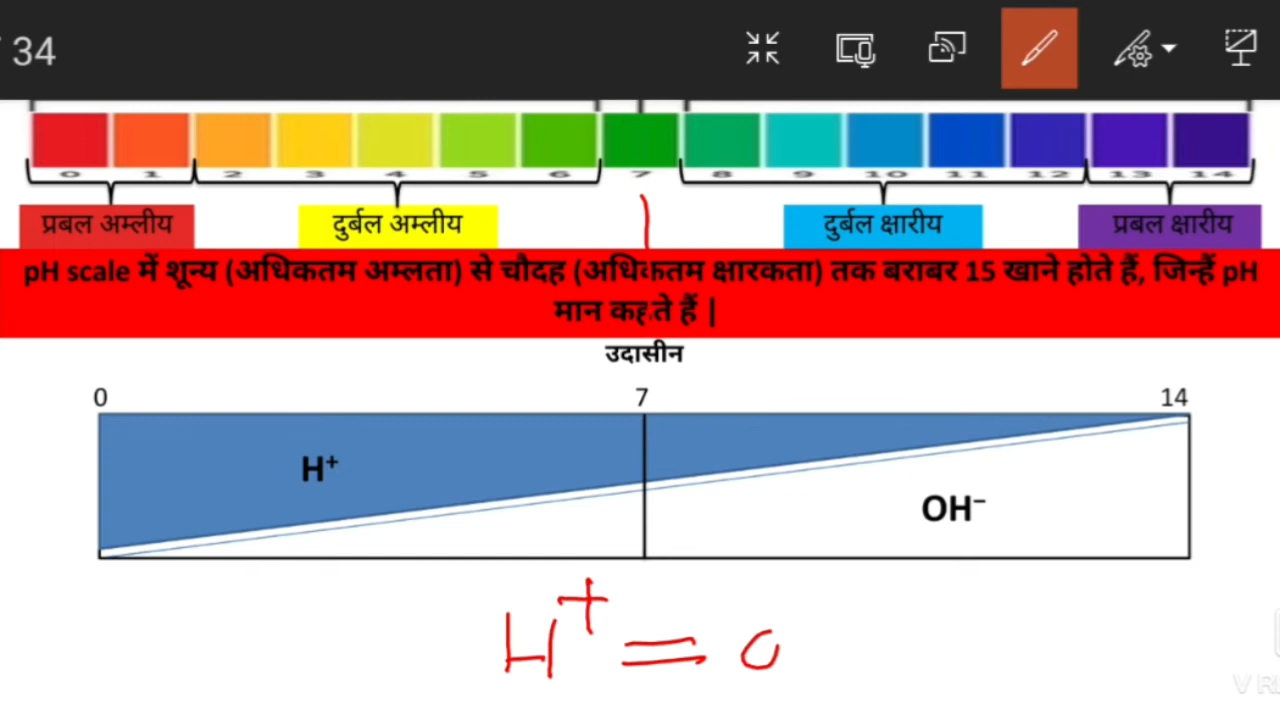 34
0 1 2 3 4 5 6 7 8 9 10 11 12 13 14
प्रबल अम्लीय दुर्बल अम्लीय दुर्बल क्षारीय प्रबल क्षारीय
pH scale में शून्य (अधिकतम अम्लता) से चौदह (अधिकतम क्षारकता) तक बराबर 15 खाने होते हैं, जिन्हैं pH
मान कहते हैं |
उदासीन
0 7 14
H⁺
OH⁻
H⁺ = 0